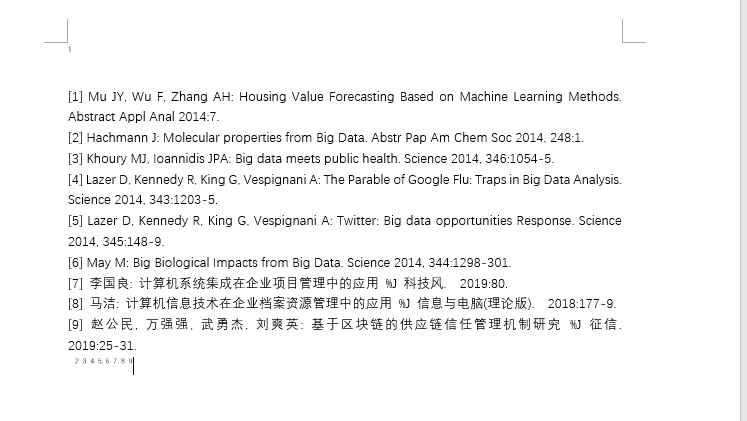 1
[1] Mu JY, Wu F, Zhang AH: Housing Value Forecasting Based on Machine Learning Methods.
Abstract Appl Anal 2014:7.
[2] Hachmann J: Molecular properties from Big Data. Abstr Pap Am Chem Soc 2014, 248:1.
[3] Khoury MJ, Ioannidis JPA: Big data meets public health. Science 2014, 346:1054-5.
[4] Lazer D, Kennedy R, King G, Vespignani A: The Parable of Google Flu: Traps in Big Data Analysis.
Science 2014, 343:1203-5.
[5] Lazer D, Kennedy R, King G, Vespignani A: Twitter: Big data opportunities Response. Science
2014, 345:148-9.
[6] May M: Big Biological Impacts from Big Data. Science 2014, 344:1298-301.
[7] 李国良: 计算机系统集成在企业项目管理中的应用 %J 科技风. 2019:80.
[8] 马洁: 计算机信息技术在企业档案资源管理中的应用 %J 信息与电脑(理论版). 2018:177-9.
[9] 赵公民, 万强强, 武勇杰, 刘爽英: 基于区块链的供应链信任管理机制研究 %J 征信.
2019:25-31.
2 3 4 5, 6 7 8 9